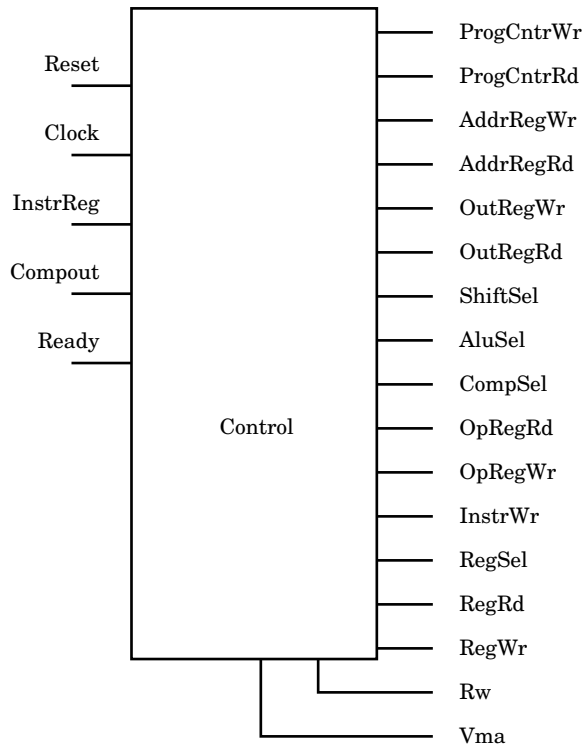 Reset
Clock
InstrReg
Compout
Ready
Control
ProgCntrWr
ProgCntrRd
AddrRegWr
AddrRegRd
OutRegWr
OutRegRd
ShiftSel
AluSel
CompSel
OpRegRd
OpRegWr
InstrWr
RegSel
RegRd
RegWr
Rw
Vma